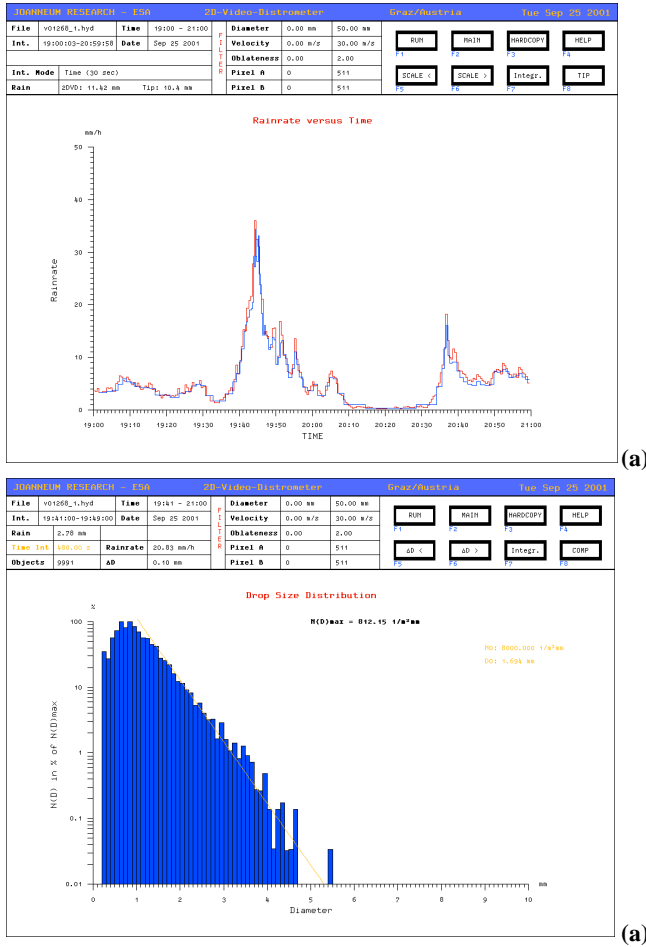 JOANNEUM RESEARCH - ESA 2D-Video-Distrometer Graz/Austria Tue Sep 25 2001
File v01268_1.hyd Time 19:00 - 21:00 Diameter 0.00 mm 50.00 mm
Int. 19:00:03-20:59:58 Date Sep 25 2001 Velocity 0.00 m/s 30.00 m/s
Oblateness 0.00 2.00
Int. Mode Time (30 sec) Pixel A 0 511
Rain 2DVD: 11.42 mm Tip: 10.4 mm Pixel B 0 511
FILTER
RUN MAIN HARDCOPY HELP
F1 F2 F3 F4
SCALE < SCALE > Integr. TIP
F5 F6 F7 F8
Rainrate versus Time
mm/h
50
40
30
20
10
0
Rainrate
19:00 19:10 19:20 19:30 19:40 19:50 20:00 20:10 20:20 20:30 20:40 20:50 21:00
TIME
(a)
JOANNEUM RESEARCH - ESA 2D-Video-Distrometer Graz/Austria Tue Sep 25 2001
File v01268_1.hyd Time 19:41 - 21:00 Diameter 0.00 mm 50.00 mm
Int. 19:41:00-19:49:00 Date Sep 25 2001 Velocity 0.00 m/s 30.00 m/s
Rain 2.78 mm Oblateness 0.00 2.00
Time Int 480.00 s Rainrate 20.83 mm/h Pixel A 0 511
Objects 9991 ΔD 0.10 mm Pixel B 0 511
FILTER
RUN MAIN HARDCOPY HELP
F1 F2 F3 F4
ΔD < ΔD > Integr. COMP
F5 F6 F7 F8
Drop Size Distribution
%
N(D)max = 812.15 1/m³mm
N0: 8000.000 1/m³mm
D0: 1.694 mm
100
10
1
0.1
0.01
N(D) in % of N(D)max
0 1 2 3 4 5 6 7 8 9 10
mm
Diameter
(a)